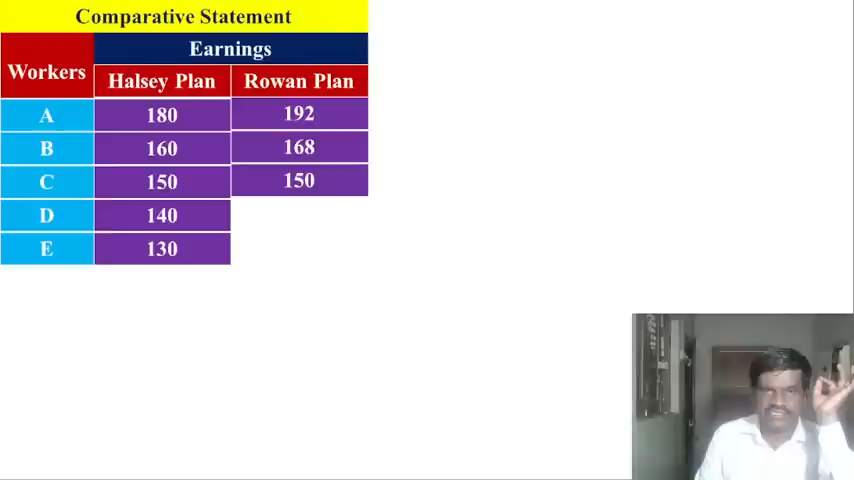 Comparative Statement
Workers Earnings
Halsey Plan Rowan Plan
A 180 192
B 160 168
C 150 150
D 140
E 130